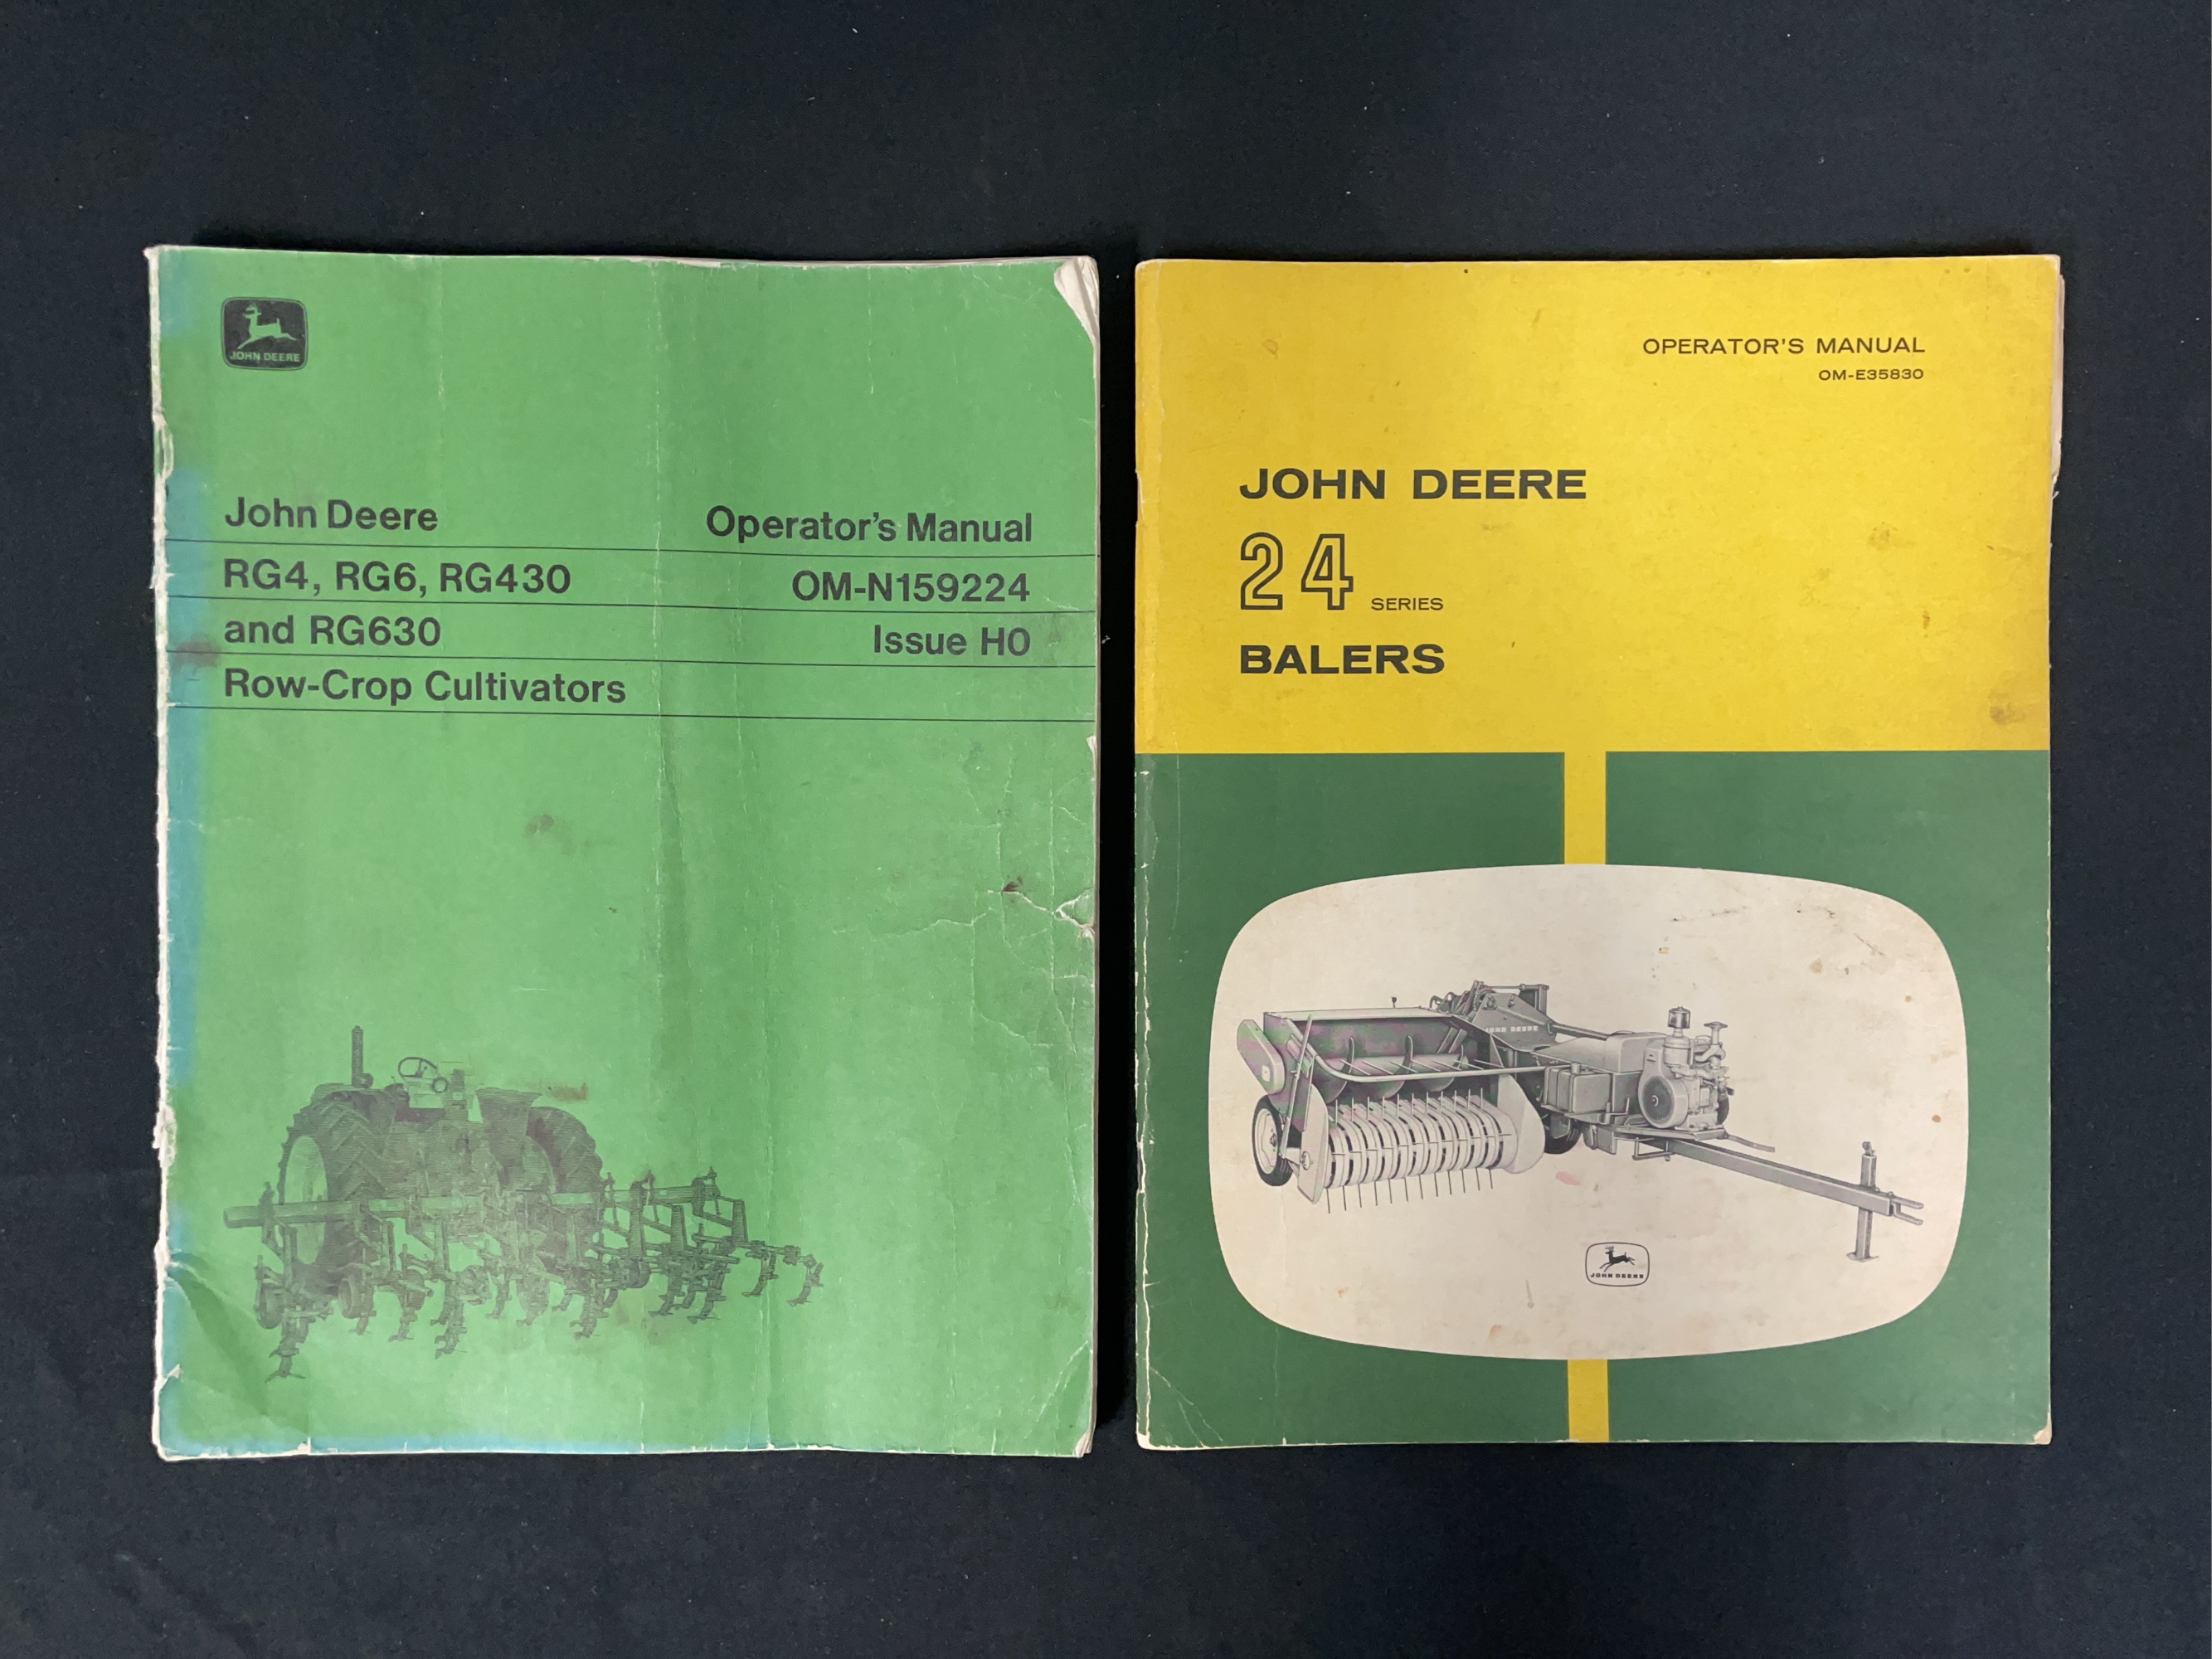 JOHN DEERE
John Deere
RG4, RG6, RG430
and RG630
Row-Crop Cultivators
Operator's Manual
OM-N159224
Issue H0
OPERATOR'S MANUAL
OM-E35830
JOHN DEERE
24 SERIES
BALERS
JOHN DEERE
JOHN DEERE